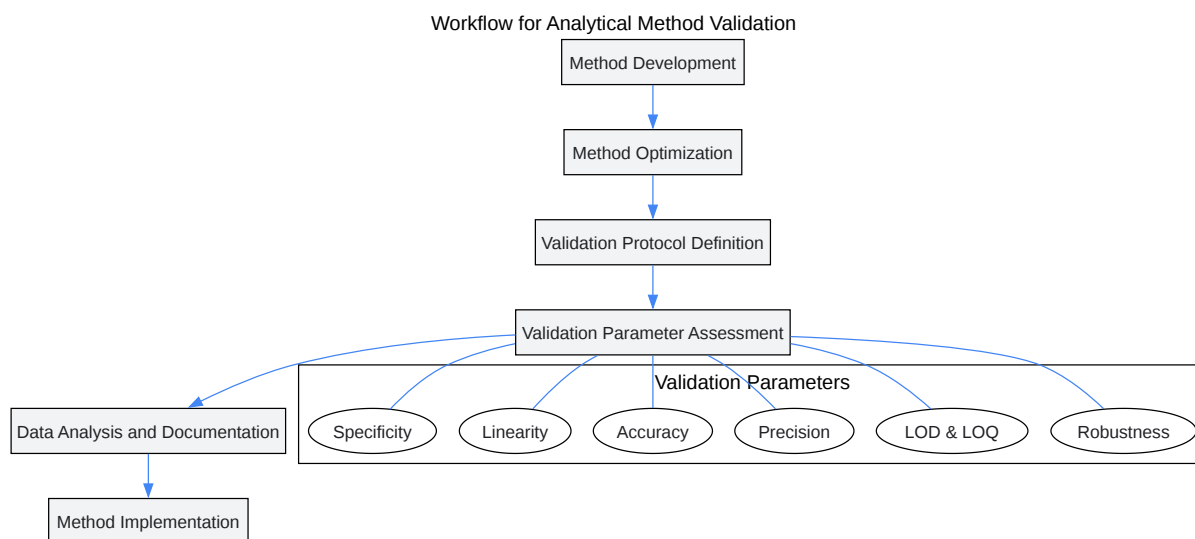 Workflow for Analytical Method Validation
Method Development
Method Optimization
Validation Protocol Definition
Validation Parameter Assessment
Validation Parameters
Data Analysis and Documentation
Specificity
Linearity
Accuracy
Precision
LOD & LOQ
Robustness
Method Implementation